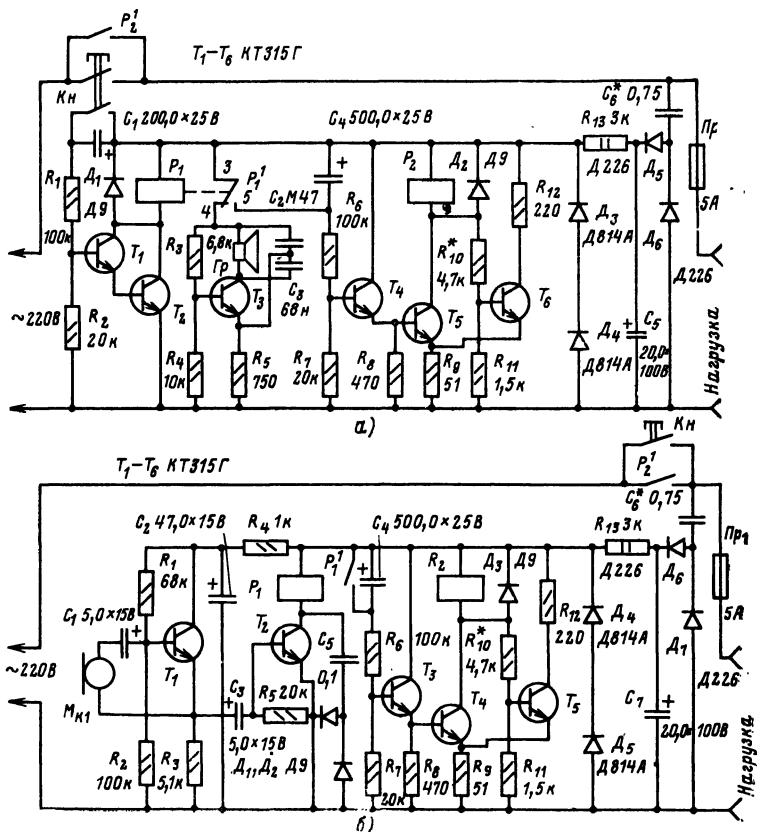 P₂¹
T₁–T₆ КТ315Г
Кн
C₁ 200,0×25В
C₄ 500,0×25В
C₆* 0,75
R₁₃ 3к
Пр
5А
R₁
100к
Д₁
Д9
P₁
3
4
5
P₁¹
C₂ М47
R₆
100к
P₂
Д₂
Д9
R₁₂
220
Д226
Д₅
Д₃
Д814А
Д₆
Д226
T₁
T₂
R₃
6,8к
Гр
T₃
C₃
68н
T₄
R*₁₀
4,7к
T₅
T₆
~220В
R₂
20к
R₄
10к
R₅
750
R₇
20к
R₈
470
R₉
51
R₁₁
1,5к
Д₄
Д814А
C₅
20,0×
100В
Нагрузка
а)
Кн
P₂¹
T₁–T₆ КТ315Г
C₂ 47,0×15В
R₄ 1к
C₄ 500,0×25В
C₆* 0,75
R₁₃ 3к
Пр₁
5А
R₁
68к
P₁
P₁¹
R₂
Д₃
Д9
Д226
Д₆
R₁₂
220
Д₄
Д814А
Д₁
Д226
C₁ 5,0×15В
T₁
T₂
C₅
0,1
R₆
100к
R*₁₀
4,7к
T₃
T₄
T₅
~220В
Мк1
C₃
5,0×15В
R₅ 20к
Д₁, Д₂ Д9
R₂
100к
R₃
5,1к
R₇
20к
R₈
470
R₉
51
R₁₁
1,5к
Д₅
Д814А
C₇
20,0×100В
Нагрузка
б)